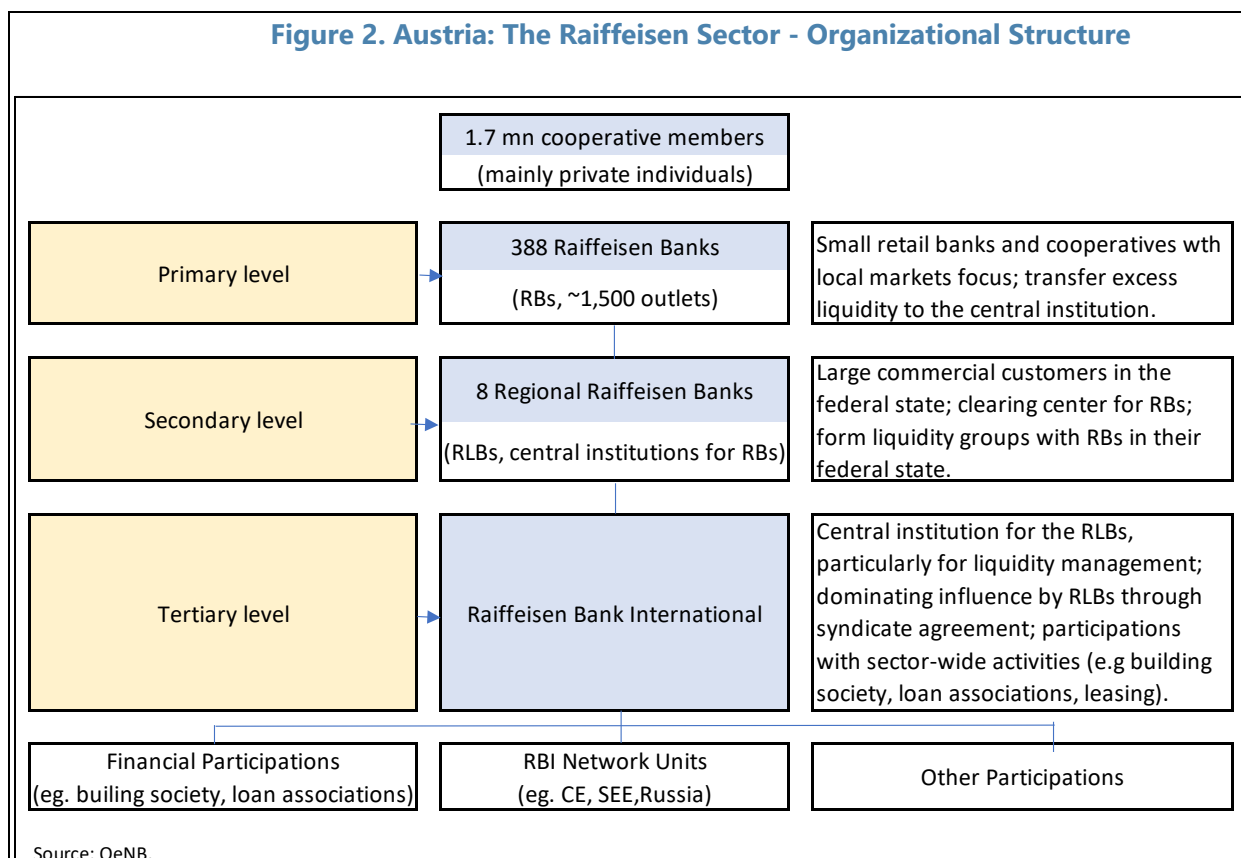 Figure 2. Austria: The Raiffeisen Sector - Organizational Structure
1.7 mn cooperative members
(mainly private individuals)
Primary level
388 Raiffeisen Banks
(RBs, ~1,500 outlets)
Small retail banks and cooperatives wth
local markets focus; transfer excess
liquidity to the central institution.
Secondary level
8 Regional Raiffeisen Banks
(RLBs, central institutions for RBs)
Large commercial customers in the
federal state; clearing center for RBs;
form liquidity groups with RBs in their
federal state.
Tertiary level
Raiffeisen Bank International
Central institution for the RLBs,
particularly for liquidity management;
dominating influence by RLBs through
syndicate agreement; participations
with sector-wide activities (e.g building
society, loan associations, leasing).
Financial Participations
(eg. builing society, loan associations)
RBI Network Units
(eg. CE, SEE,Russia)
Other Participations
Source: OeNB.